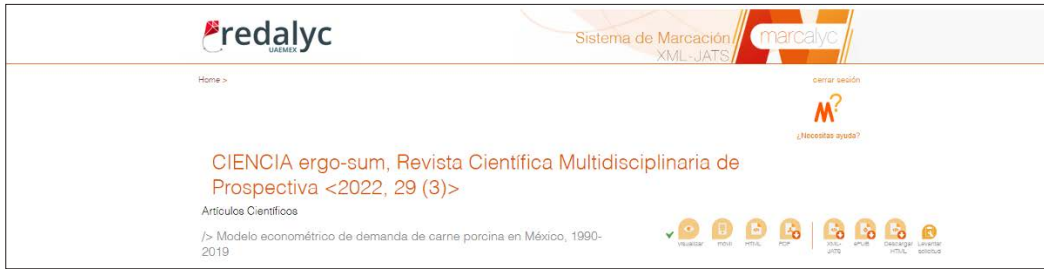 redalyc
UAEMEX
Sistema de Marcación
XML-JATS
marcalyc
Home >
cerrar sesión
M?
¿Necesitas ayuda?
CIENCIA ergo-sum, Revista Científica Multidisciplinaria de
Prospectiva <2022, 29 (3)>
Artículos Científicos
/> Modelo econométrico de demanda de carne porcina en México, 1990-
2019
visualizar móvil HTML PDF XML-JATS ePUB Descargar HTML Levantar solicitud